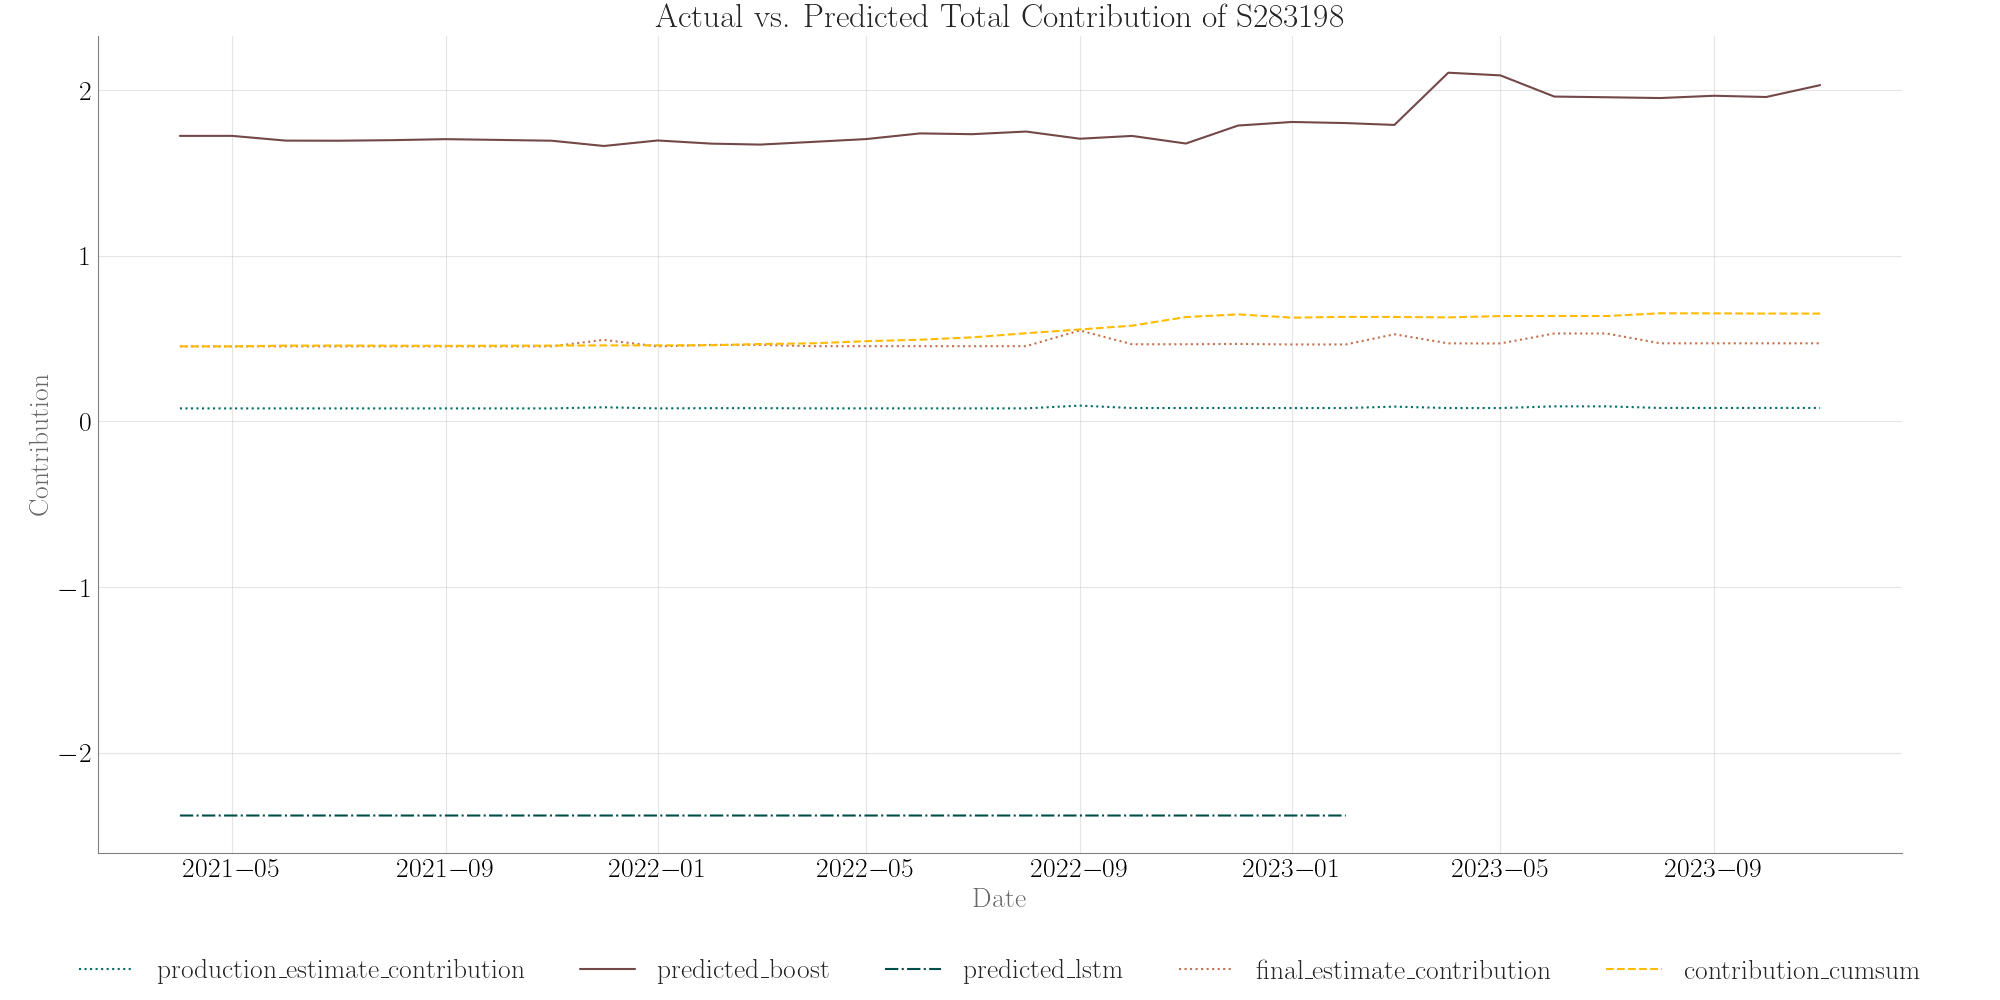 Actual vs. Predicted Total Contribution of S283198
2
1
0
−1
−2
Contribution
2021−05 2021−09 2022−01 2022−05 2022−09 2023−01 2023−05 2023−09
Date
production_estimate_contribution predicted_boost predicted_lstm final_estimate_contribution contribution_cumsum